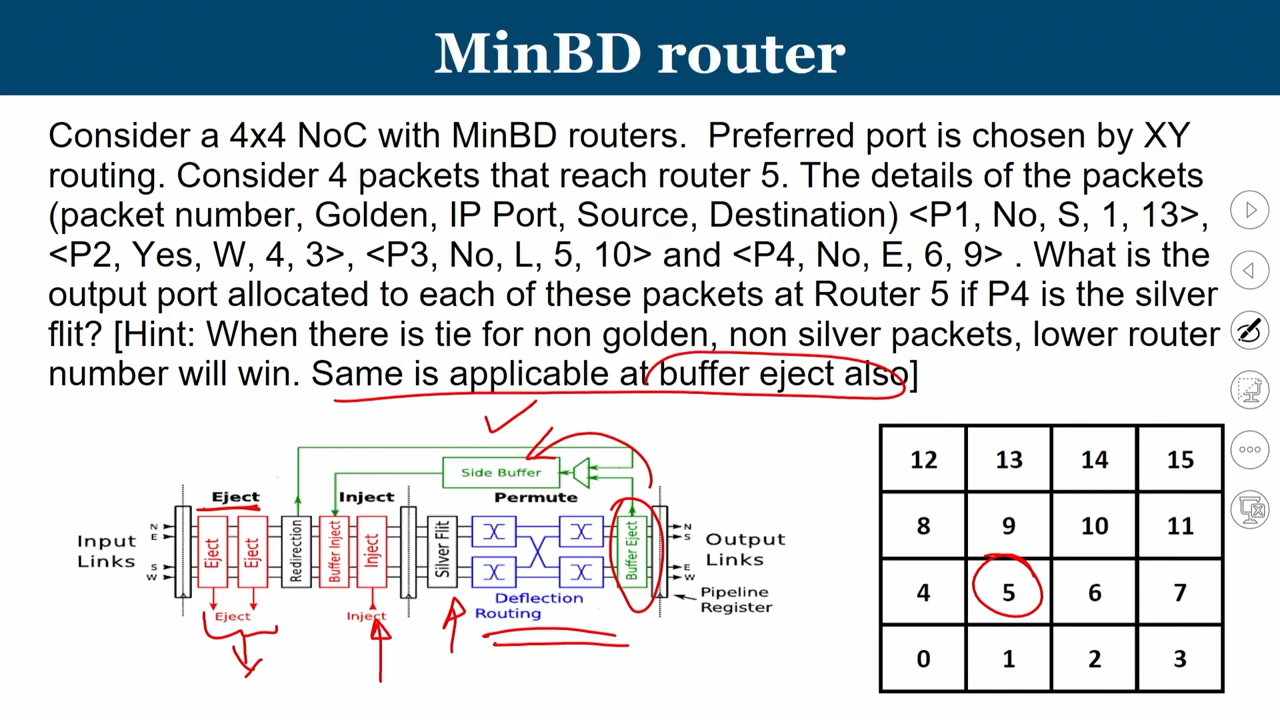 MinBD router
Consider a 4x4 NoC with MinBD routers. Preferred port is chosen by XY
routing. Consider 4 packets that reach router 5. The details of the packets
(packet number, Golden, IP Port, Source, Destination) <P1, No, S, 1, 13>,
<P2, Yes, W, 4, 3>, <P3, No, L, 5, 10> and <P4, No, E, 6, 9> . What is the
output port allocated to each of these packets at Router 5 if P4 is the silver
flit? [Hint: When there is tie for non golden, non silver packets, lower router
number will win. Same is applicable at buffer eject also]
Side Buffer
Eject Inject Permute
Input
Links
N
E
S
W
Eject
Eject
Redirection
Buffer Inject
Inject
Silver Flit
Buffer Eject
N
S
E
W
Output
Links
Eject
Inject
Deflection
Routing
Pipeline
Register
12 13 14 15
8 9 10 11
4 5 6 7
0 1 2 3